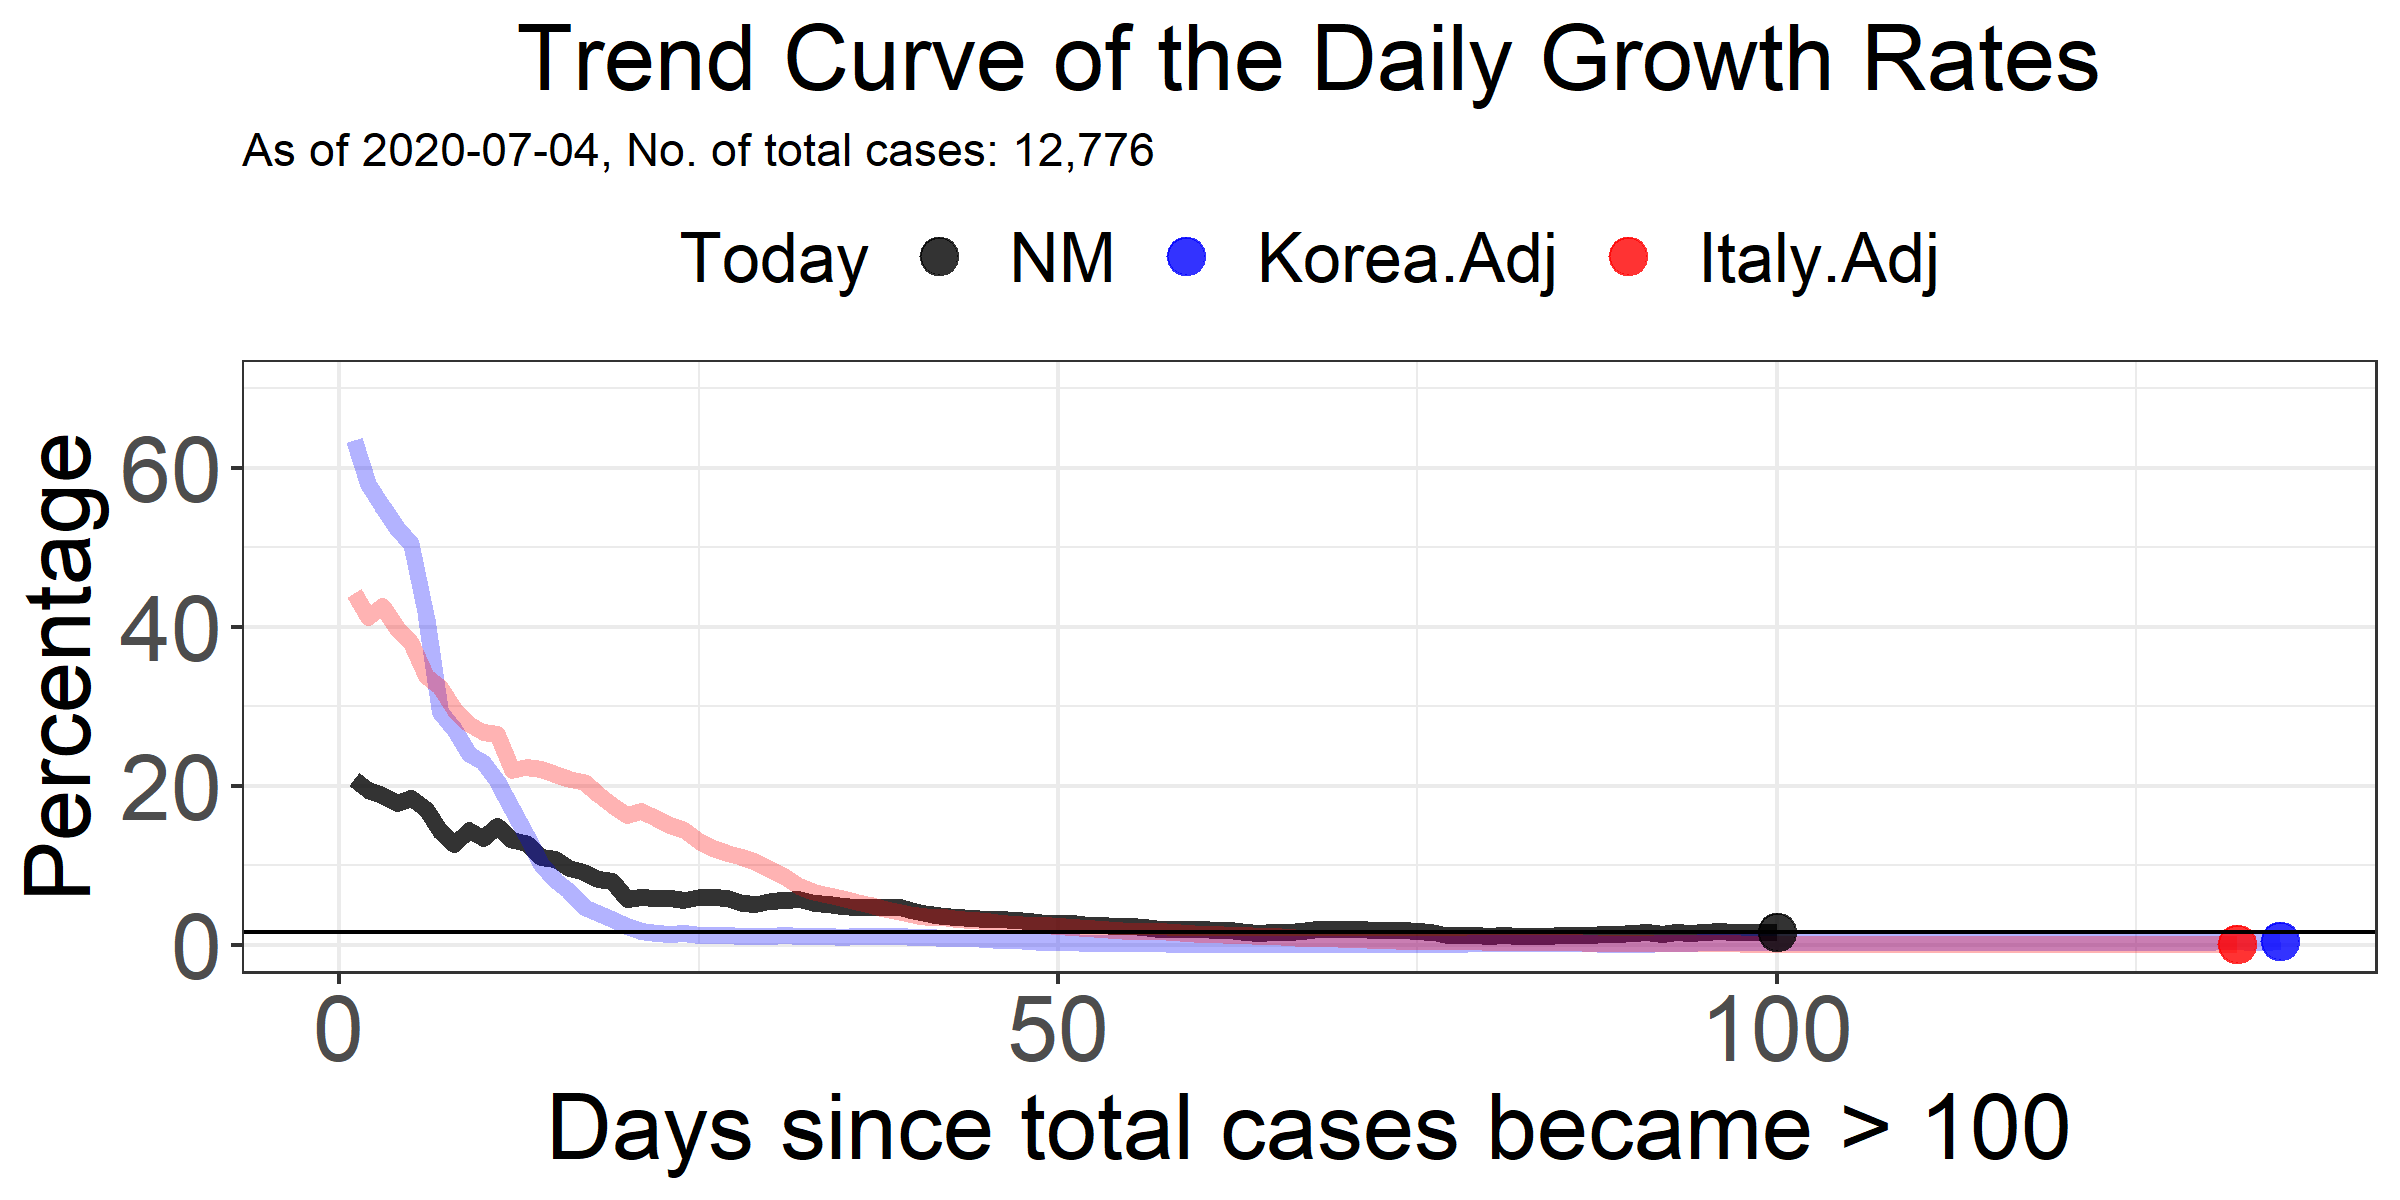 Trend Curve of the Daily Growth Rates
As of 2020-07-04, No. of total cases: 12,776
Today NM Korea.Adj Italy.Adj
Percentage
60
40
20
0
0 50 100
Days since total cases became > 100